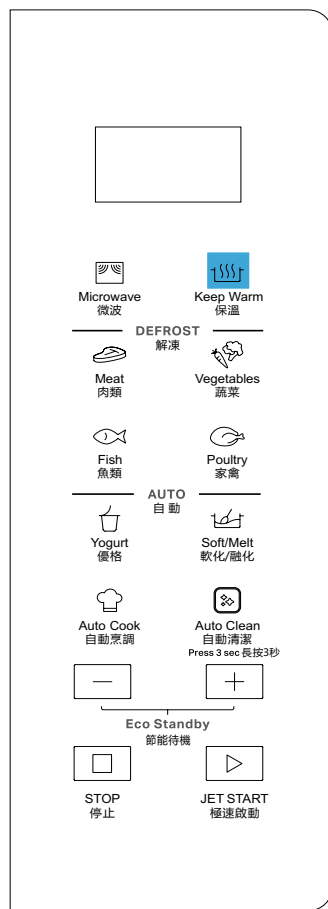 Microwave
微波
Keep Warm
保溫
DEFROST
解凍
Meat
肉類
Vegetables
蔬菜
Fish
魚類
Poultry
家禽
AUTO
自動
Yogurt
優格
Soft/Melt
軟化/融化
Auto Cook
自動烹調
Auto Clean
自動清潔
Press 3 sec 長按3秒
Eco Standby
節能待機
STOP
停止
JET START
極速啟動